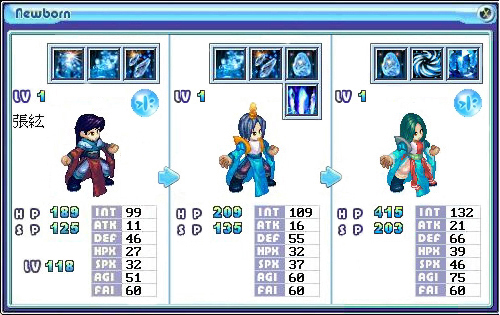 Newborn
LV 1
張紘
HP 189
SP 125
LV 118
INT 99
ATK 11
DEF 46
HPX 27
SPX 32
AGI 51
FAI 60
LV 1
HP 209
SP 135
INT 109
ATK 16
DEF 55
HPX 32
SPX 37
AGI 60
FAI 60
LV 1
HP 415
SP 203
INT 132
ATK 21
DEF 66
HPX 39
SPX 46
AGI 75
FAI 60